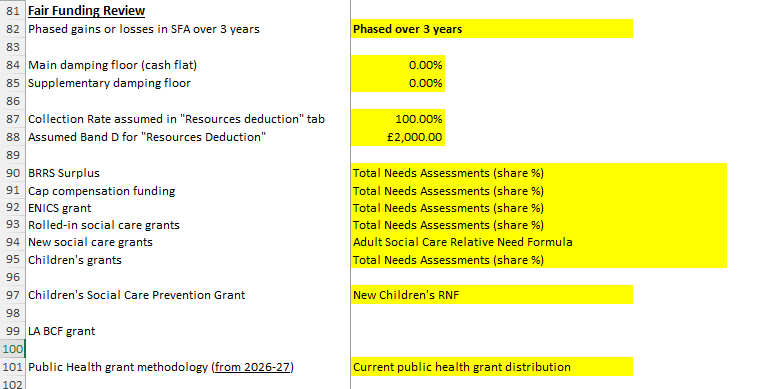 81 Fair Funding Review
82 Phased gains or losses in SFA over 3 years Phased over 3 years
83
84 Main damping floor (cash flat) 0.00%
85 Supplementary damping floor 0.00%
86
87 Collection Rate assumed in "Resources deduction" tab 100.00%
88 Assumed Band D for "Resources Deduction" £2,000.00
89
90 BRRS Surplus Total Needs Assessments (share %)
91 Cap compensation funding Total Needs Assessments (share %)
92 ENICS grant Total Needs Assessments (share %)
93 Rolled-in social care grants Total Needs Assessments (share %)
94 New social care grants Adult Social Care Relative Need Formula
95 Children's grants Total Needs Assessments (share %)
96
97 Children's Social Care Prevention Grant New Children's RNF
98
99 LA BCF grant
100
101 Public Health grant methodology (from 2026-27) Current public health grant distribution
102